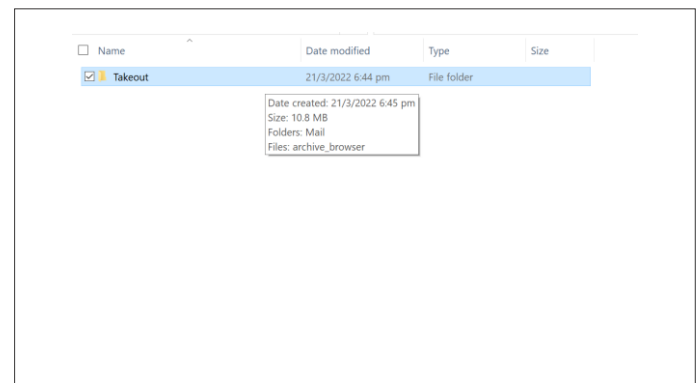 Name Date modified Type Size
Takeout 21/3/2022 6:44 pm File folder
Date created: 21/3/2022 6:45 pm
Size: 10.8 MB
Folders: Mail
Files: archive_browser